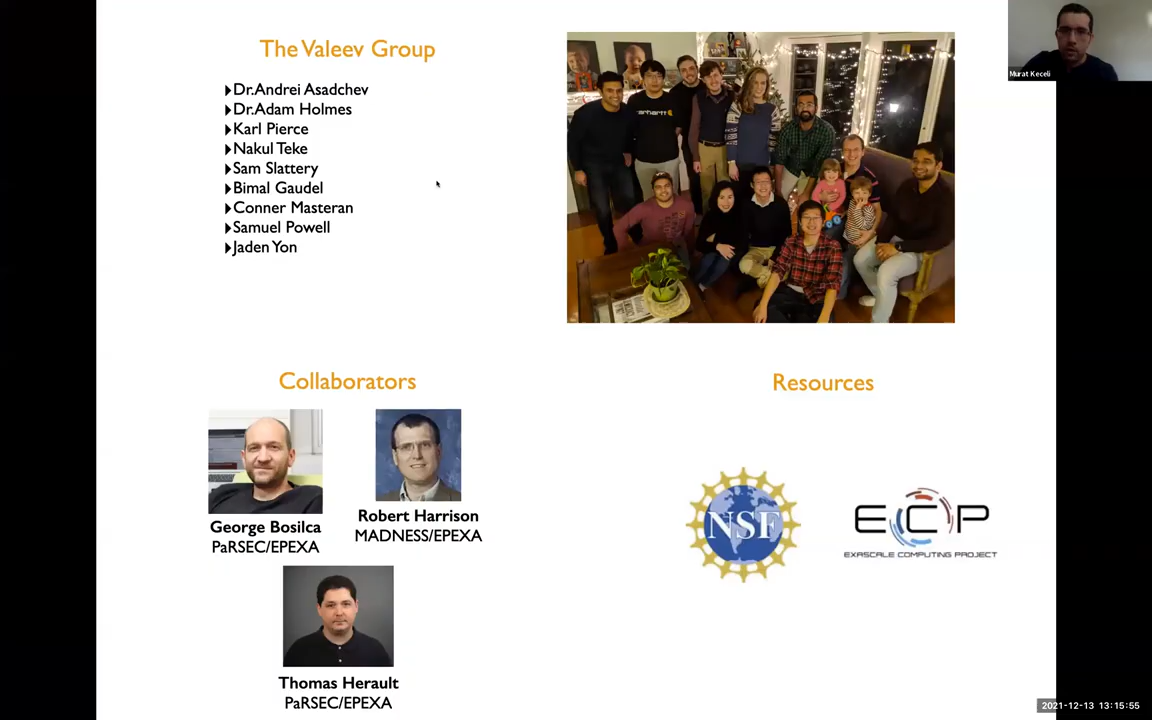 The Valeev Group
Dr. Andrei Asadchev
Dr. Adam Holmes
Karl Pierce
Nakul Teke
Sam Slattery
Bimal Gaudel
Conner Masteran
Samuel Powell
Jaden Yon
carhartt
Murat Keceli
Collaborators
George Bosilca
PaRSEC/EPEXA
Robert Harrison
MADNESS/EPEXA
Thomas Herault
PaRSEC/EPEXA
Resources
NSF
ECP
EXASCALE COMPUTING PROJECT
2021-12-13 13:15:55